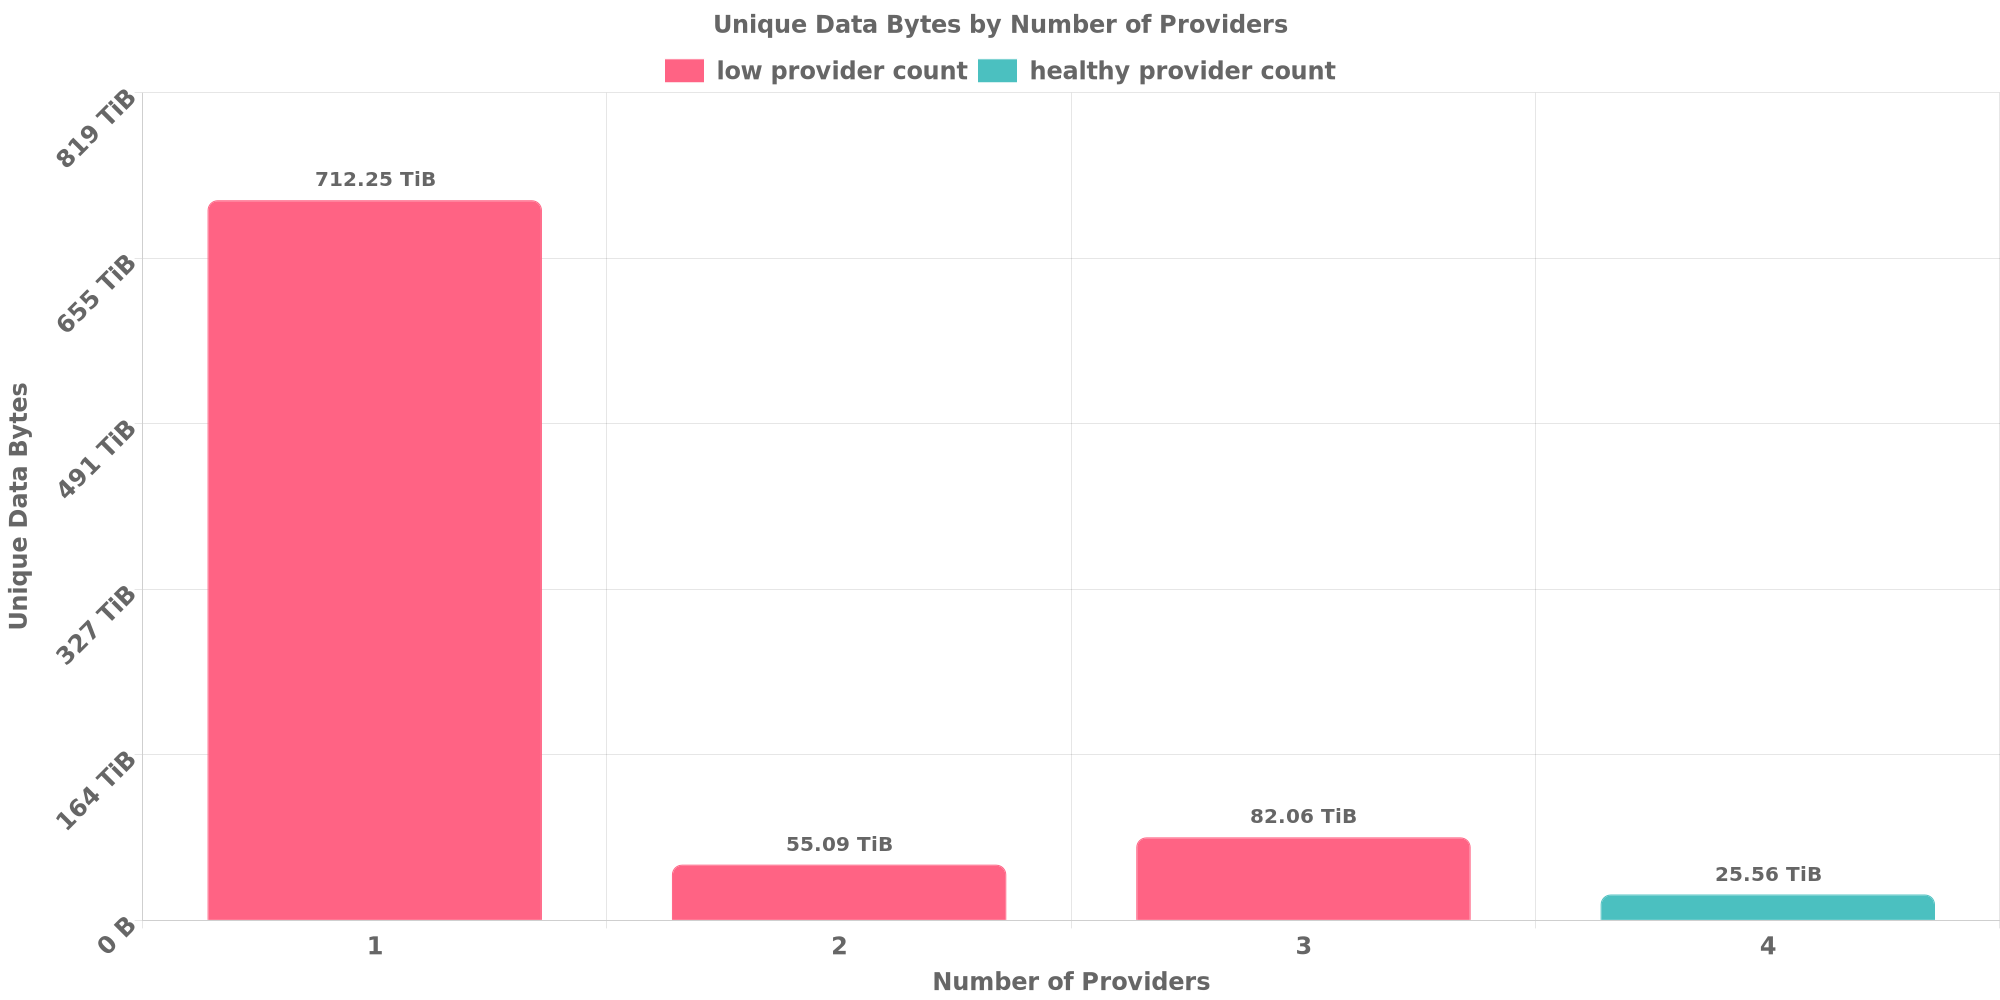 Unique Data Bytes by Number of Providers
low provider count healthy provider count
819 TiB
655 TiB
491 TiB
327 TiB
164 TiB
0 B
Unique Data Bytes
712.25 TiB
55.09 TiB
82.06 TiB
25.56 TiB
1 2 3 4
Number of Providers